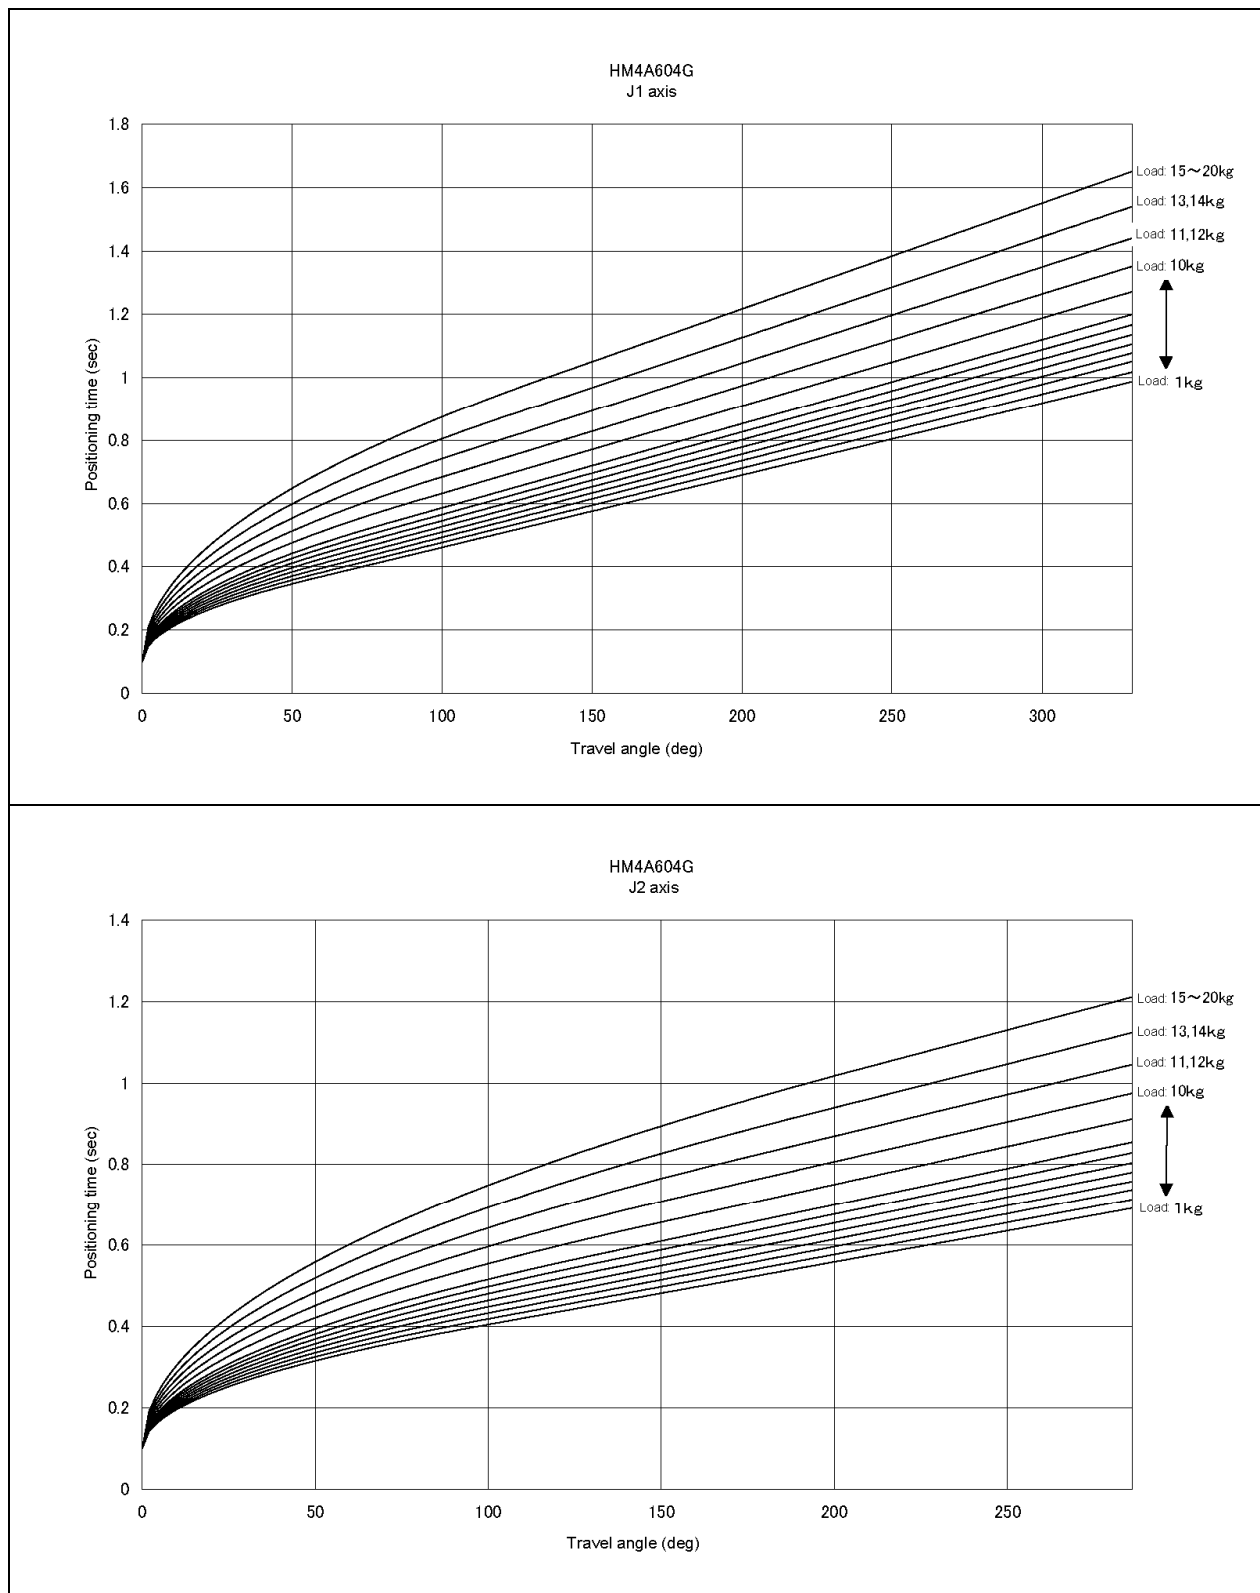 HM4A604G
J1 axis
1.8
1.6
1.4
1.2
1
0.8
0.6
0.4
0.2
0
Positioning time (sec)
Load: 15～20kg
Load: 13,14kg
Load: 11,12kg
Load: 10kg
Load: 1kg
0 50 100 150 200 250 300
Travel angle (deg)
HM4A604G
J2 axis
1.4
1.2
1
0.8
0.6
0.4
0.2
0
Positioning time (sec)
Load: 15～20kg
Load: 13,14kg
Load: 11,12kg
Load: 10kg
Load: 1kg
0 50 100 150 200 250
Travel angle (deg)